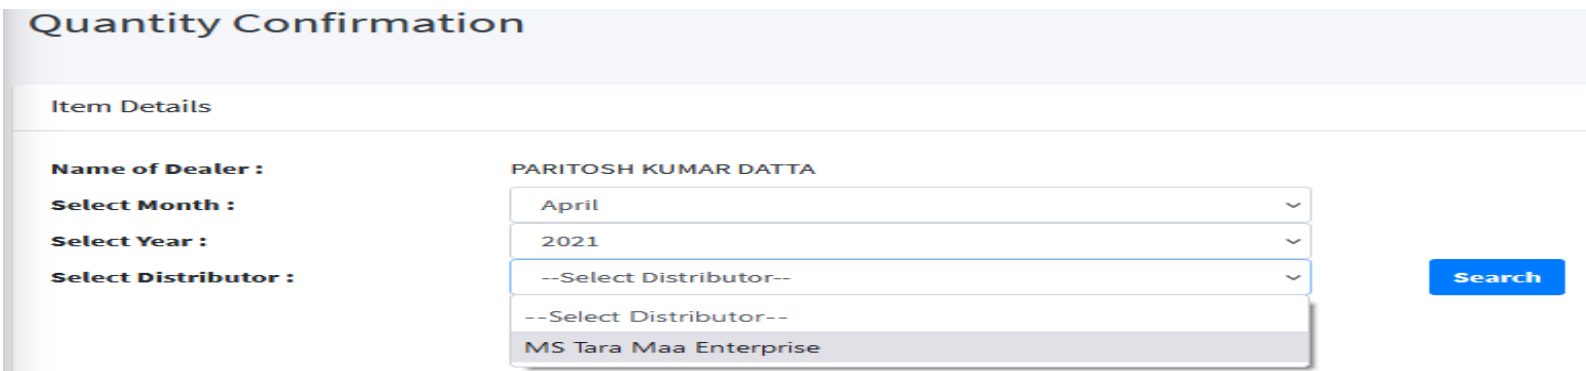 Quantity Confirmation
Item Details
Name of Dealer : PARITOSH KUMAR DATTA
Select Month : April
Select Year : 2021
Select Distributor : --Select Distributor-- Search
--Select Distributor--
MS Tara Maa Enterprise